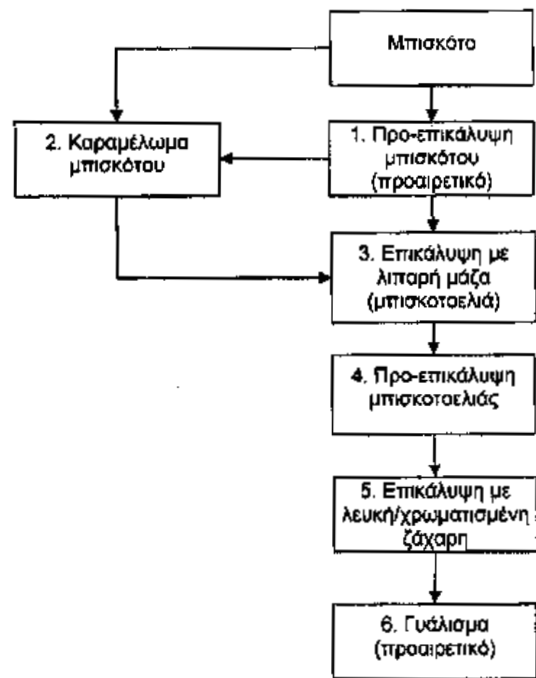 Μπισκότο
2. Καραμέλωμα
μπισκότου
1. Προ-επικάλυψη
μπισκότου
(προαιρετικό)
3. Επικάλυψη με
λιπαρή μάζα
(μπισκοτοελιά)
4. Προ-επικάλυψη
μπισκοτοελιάς
5. Επικάλυψη με
λευκή/χρωματισμένη
ζάχαρη
6. Γυάλισμα
(προαιρετικό)